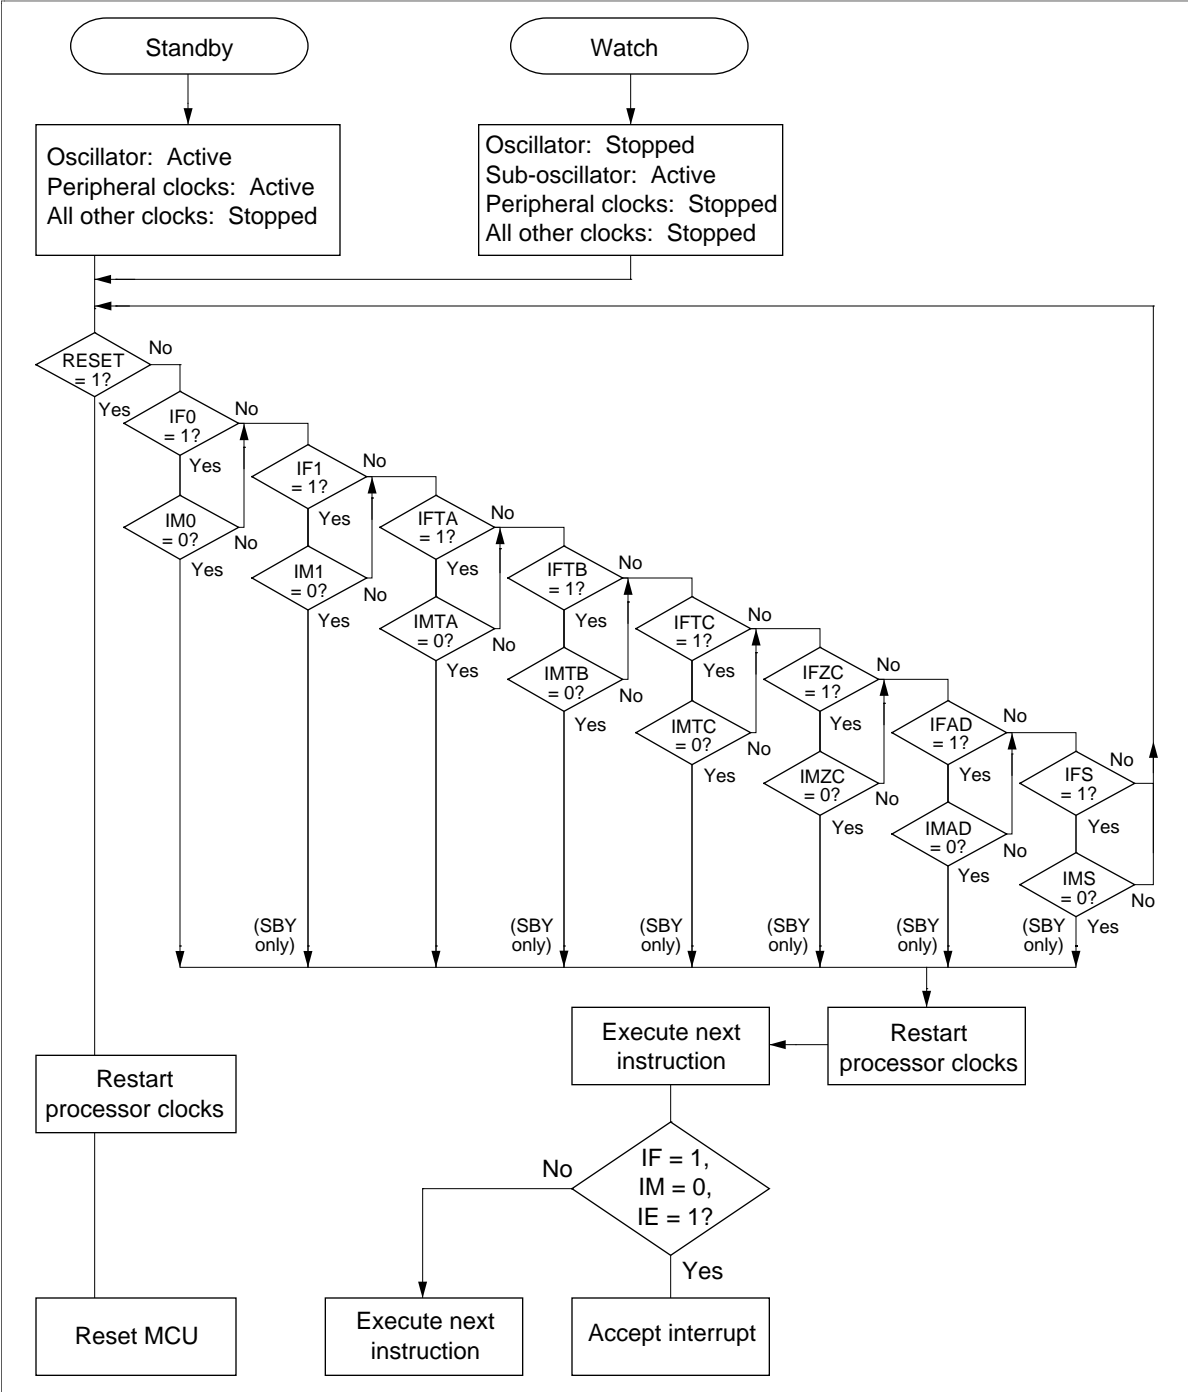 Standby
Watch
Oscillator: Active
Peripheral clocks: Active
All other clocks: Stopped
Oscillator: Stopped
Sub-oscillator: Active
Peripheral clocks: Stopped
All other clocks: Stopped
RESET
= 1?
No
Yes
IF0
= 1?
No
Yes
IM0
= 0?
No
Yes
IF1
= 1?
No
Yes
IM1
= 0?
No
Yes
IFTA
= 1?
No
Yes
IMTA
= 0?
No
Yes
IFTB
= 1?
No
Yes
IMTB
= 0?
No
Yes
IFTC
= 1?
No
Yes
IMTC
= 0?
No
Yes
IFZC
= 1?
No
Yes
IMZC
= 0?
No
Yes
IFAD
= 1?
No
Yes
IMAD
= 0?
No
Yes
IFS
= 1?
No
Yes
IMS
= 0?
No
Yes
(SBY
only)
(SBY
only)
(SBY
only)
(SBY
only)
(SBY
only)
(SBY
only)
Execute next
instruction
Restart
processor clocks
Restart
processor clocks
IF = 1,
IM = 0,
IE = 1?
No
Yes
Reset MCU
Execute next
instruction
Accept interrupt